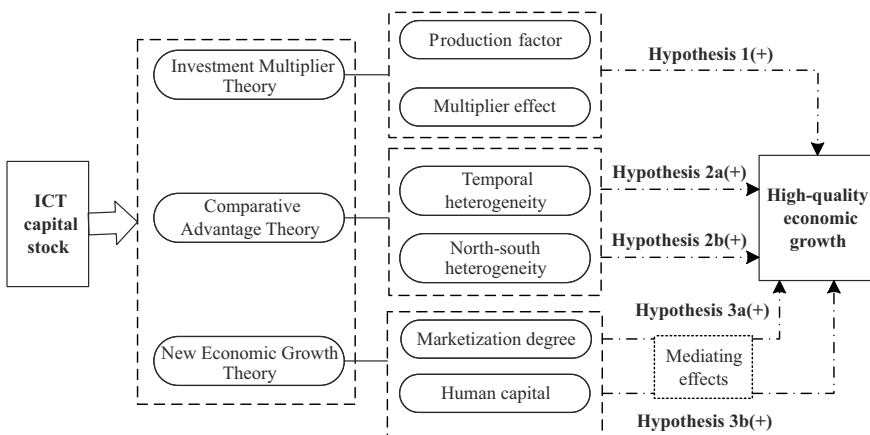 ICT
capital
stock
Investment Multiplier
Theory
Comparative
Advantage Theory
New Economic Growth
Theory
Production factor
Multiplier effect
Temporal
heterogeneity
North-south
heterogeneity
Marketization degree
Human capital
Hypothesis 1(+)
Hypothesis 2a(+)
Hypothesis 2b(+)
Hypothesis 3a(+)
Mediating
effects
Hypothesis 3b(+)
High-quality
economic
growth